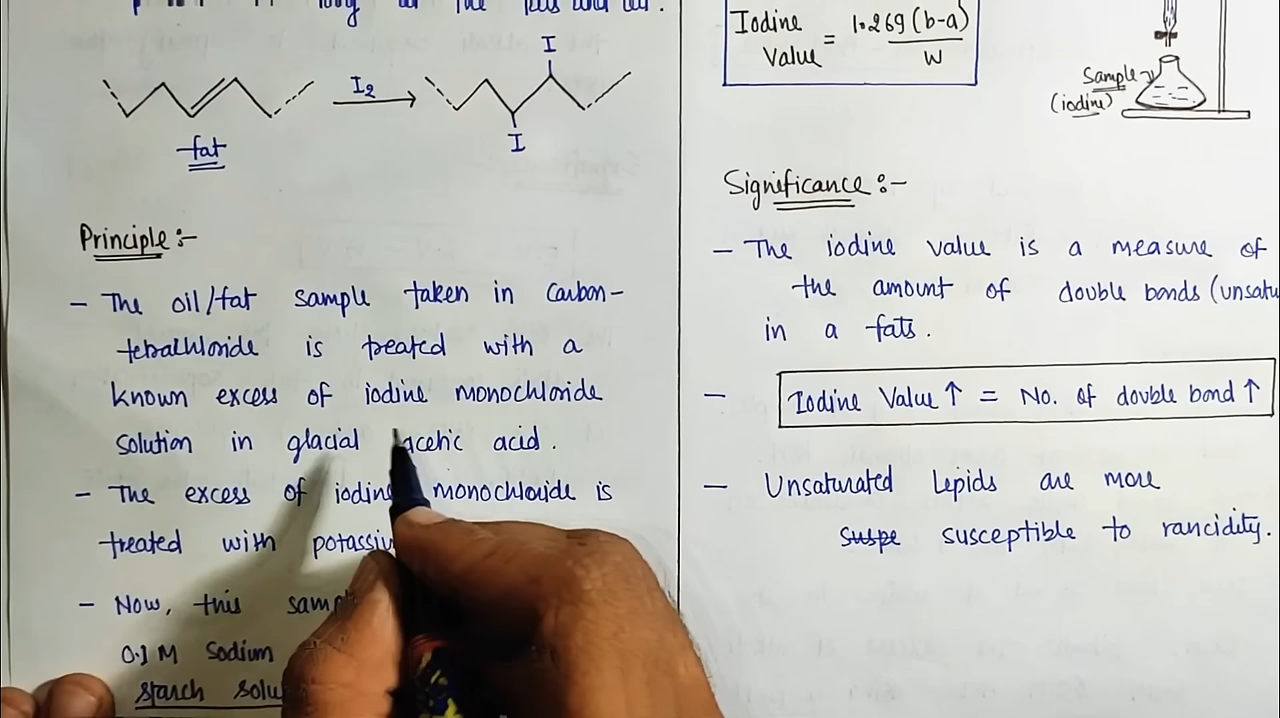 I₂
I
I
fat
Principle :-
- The oil/fat sample taken in Carbon-
tetrachloride is treated with a
known excess of iodine monochloride
solution in glacial acetic acid.
- The excess of iodine monochloride is
treated with
- Now, this
0.1 M Sodium
starch
Iodine Value = 1.269 (b-a) / W
Sample
(iodine)
Significance :-
- The iodine value is a measure of
the amount of double bonds
in a fats.
- Iodine Value ↑ = No. of double bond ↑
- Unsaturated Lepids are more
Suspe susceptible to rancidity.